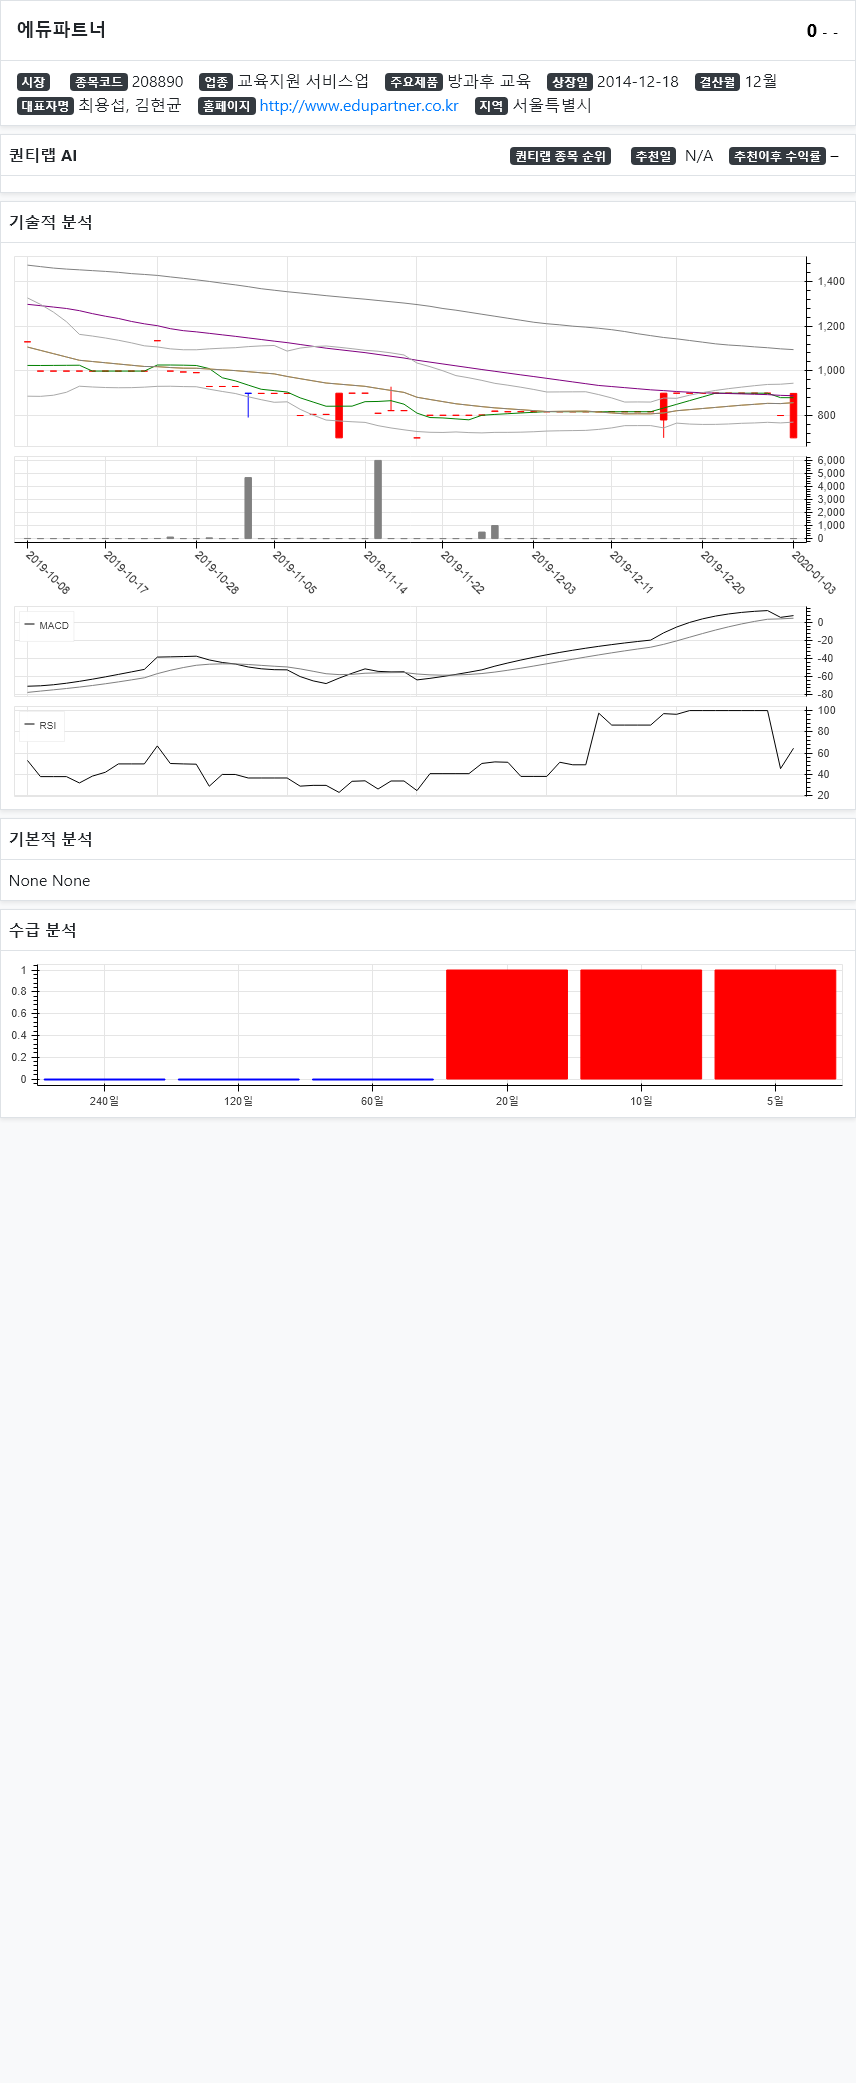 에듀파트너
0 - -
시장 종목코드 208890 업종 교육지원 서비스업 주요제품 방과후 교육 상장일 2014-12-18 결산월 12월
대표자명 최용섭, 김현균 홈페이지 http://www.edupartner.co.kr 지역 서울특별시
퀀티랩 AI
퀀티랩 종목 순위 추천일 N/A 추천이후 수익률 –
기술적 분석
1,400
1,200
1,000
800
6,000
5,000
4,000
3,000
2,000
1,000
0
2019-10-08 2019-10-17 2019-10-28 2019-11-05 2019-11-14 2019-11-22 2019-12-03 2019-12-11 2019-12-20 2020-01-03
MACD
0
-20
-40
-60
-80
RSI
100
80
60
40
20
기본적 분석
None None
수급 분석
1
0.8
0.6
0.4
0.2
0
240일 120일 60일 20일 10일 5일